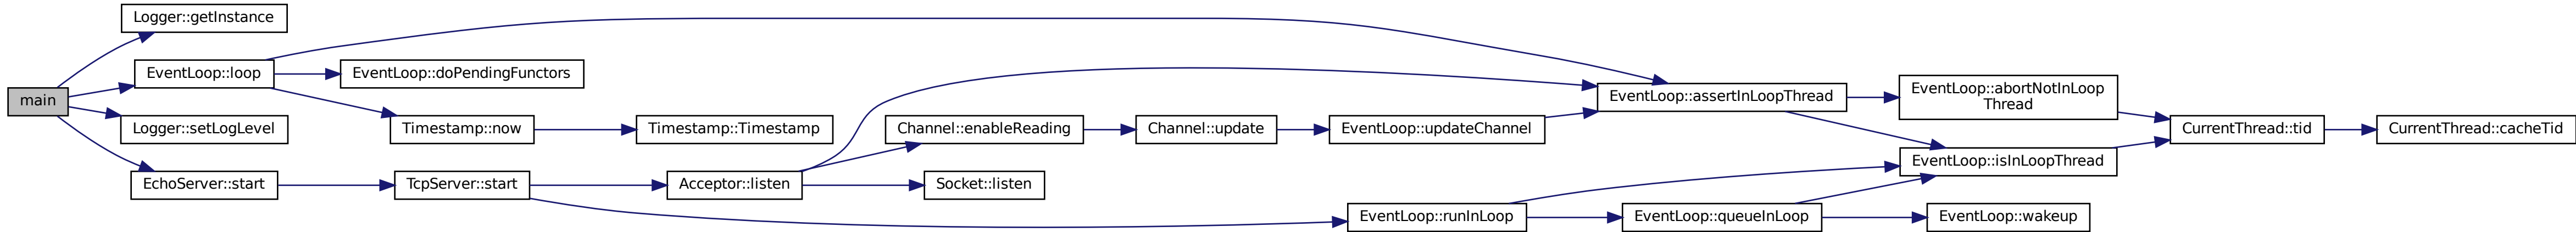 main
Logger::getInstance
EventLoop::loop
Logger::setLogLevel
EchoServer::start
EventLoop::doPendingFunctors
Timestamp::now
TcpServer::start
Timestamp::Timestamp
Acceptor::listen
Channel::enableReading
Socket::listen
Channel::update
EventLoop::updateChannel
EventLoop::runInLoop
EventLoop::assertInLoopThread
EventLoop::queueInLoop
EventLoop::abortNotInLoop
Thread
EventLoop::isInLoopThread
EventLoop::wakeup
CurrentThread::tid
CurrentThread::cacheTid